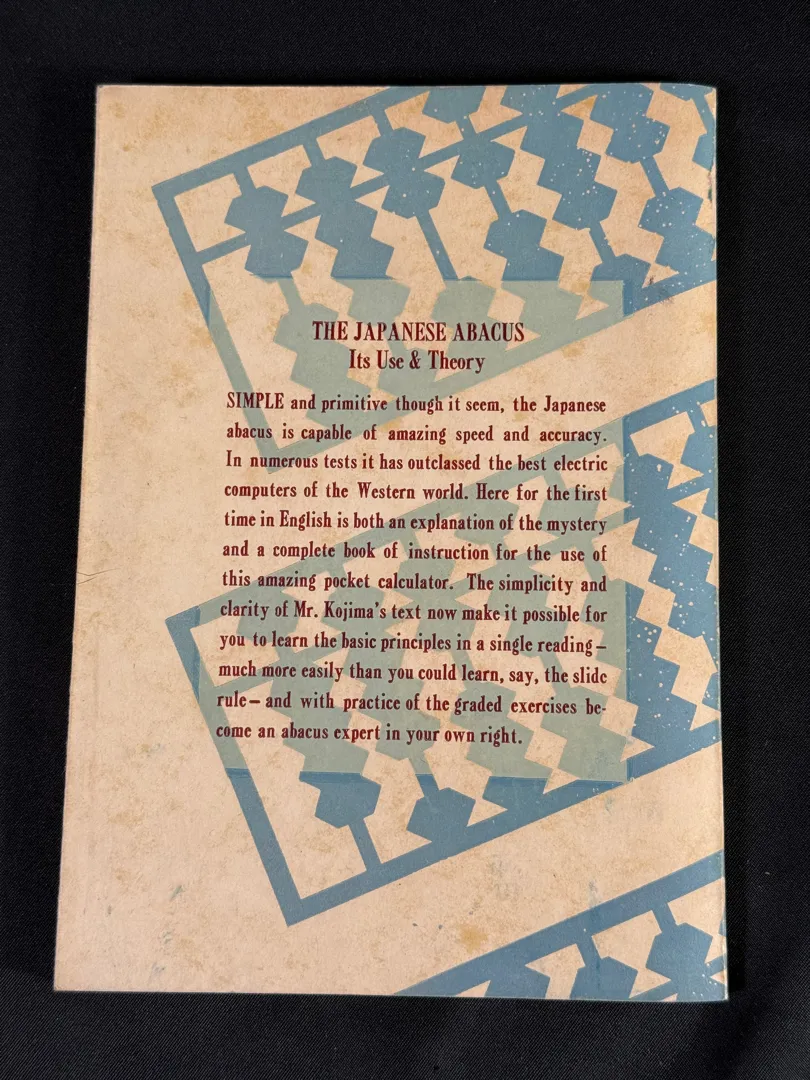 THE JAPANESE ABACUS
Its Use & Theory
SIMPLE and primitive though it seem, the Japanese
abacus is capable of amazing speed and accuracy.
In numerous tests it has outclassed the best electric
computers of the Western world. Here for the first
time in English is both an explanation of the mystery
and a complete book of instruction for the use of
this amazing pocket calculator. The simplicity and
clarity of Mr. Kojima's text now make it possible for
you to learn the basic principles in a single reading—
much more easily than you could learn, say, the slide
rule—and with practice of the graded exercises be-
come an abacus expert in your own right.